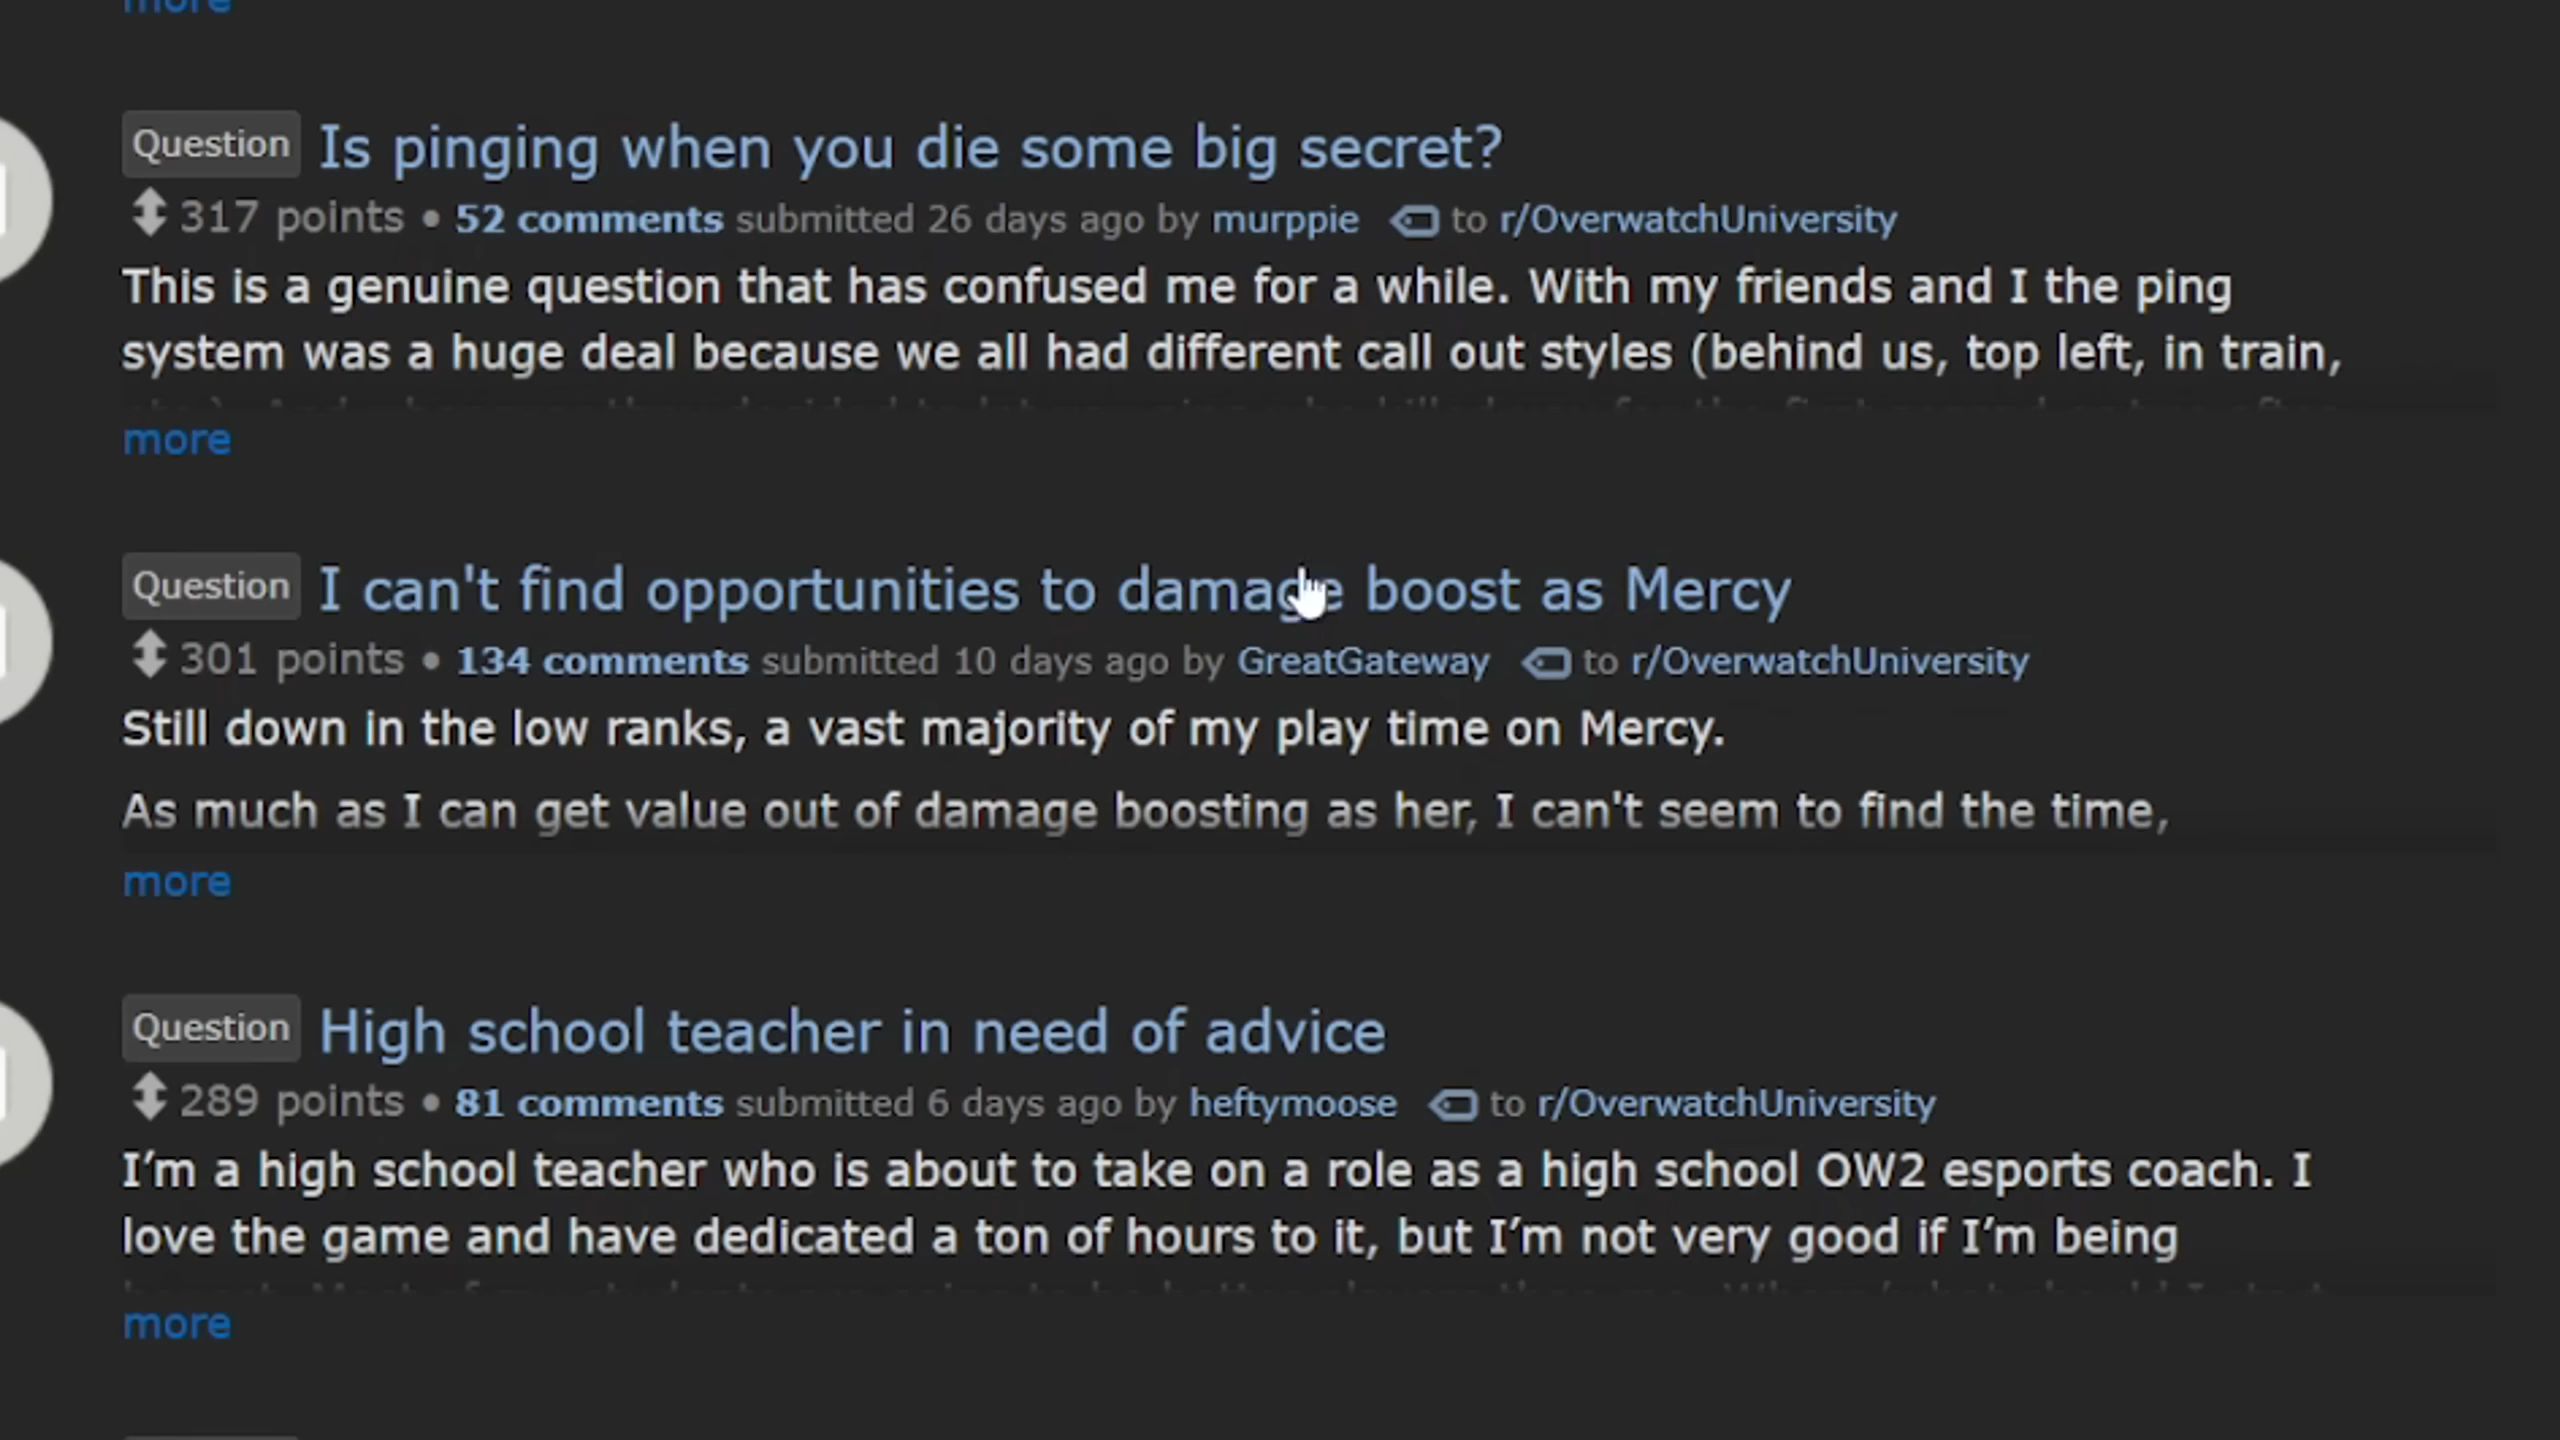 more
Question Is pinging when you die some big secret?
317 points • 52 comments submitted 26 days ago by murppie to r/OverwatchUniversity
This is a genuine question that has confused me for a while. With my friends and I the ping
system was a huge deal because we all had different call out styles (behind us, top left, in train,
more
Question I can't find opportunities to damage boost as Mercy
301 points • 134 comments submitted 10 days ago by GreatGateway to r/OverwatchUniversity
Still down in the low ranks, a vast majority of my play time on Mercy.
As much as I can get value out of damage boosting as her, I can't seem to find the time,
more
Question High school teacher in need of advice
289 points • 81 comments submitted 6 days ago by heftymoose to r/OverwatchUniversity
I’m a high school teacher who is about to take on a role as a high school OW2 esports coach. I
love the game and have dedicated a ton of hours to it, but I’m not very good if I’m being
more